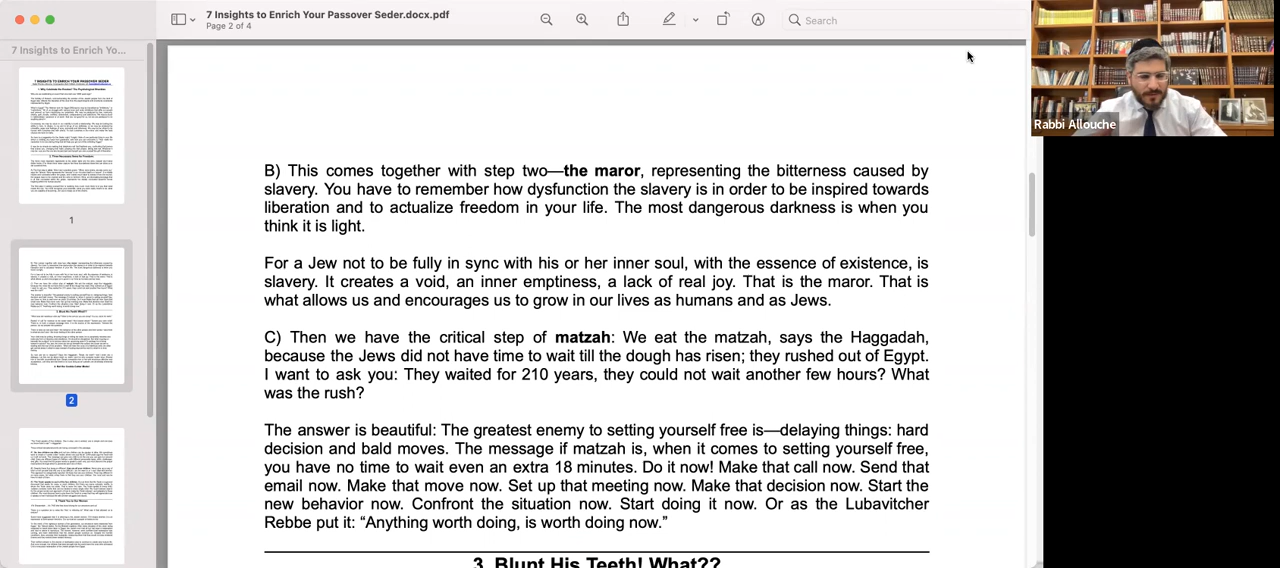 7 Insights to Enrich Your Passover Seder.docx.pdf
Page 2 of 4
Search
7 Insights to Enrich Yo...
1
2
Rabbi Allouche
B) This comes together with step two—the maror, representing the bitterness caused by
slavery. You have to remember how dysfunction the slavery is in order to be inspired towards
liberation and to actualize freedom in your life. The most dangerous darkness is when you
think it is light.
For a Jew not to be fully in sync with his or her inner soul, with the essence of existence, is
slavery. It creates a void, an inner emptiness, a lack of real joy. That is the maror. That is
what allows us and encourages us to grow in our lives as humans and as Jews.
C) Then we have the critical step of matzah: We eat the matzah, says the Haggadah,
because the Jews did not have time to wait till the dough has risen; they rushed out of Egypt.
I want to ask you: They waited for 210 years, they could not wait another few hours? What
was the rush?
The answer is beautiful: The greatest enemy to setting yourself free is—delaying things: hard
decision and bald moves. The message if matzah is, when it comes to setting yourself free,
you have no time to wait even an extra 18 minutes. Do it now! Make that call now. Send that
email now. Make that move now. Set up that meeting now. Make the decision now. Start the
new behavior now. Confront the situation now. Start doing it now. Or as the Lubavitcher
Rebbe put it: “Anything worth doing, is worth doing now.”
3. Blunt His Teeth! What??